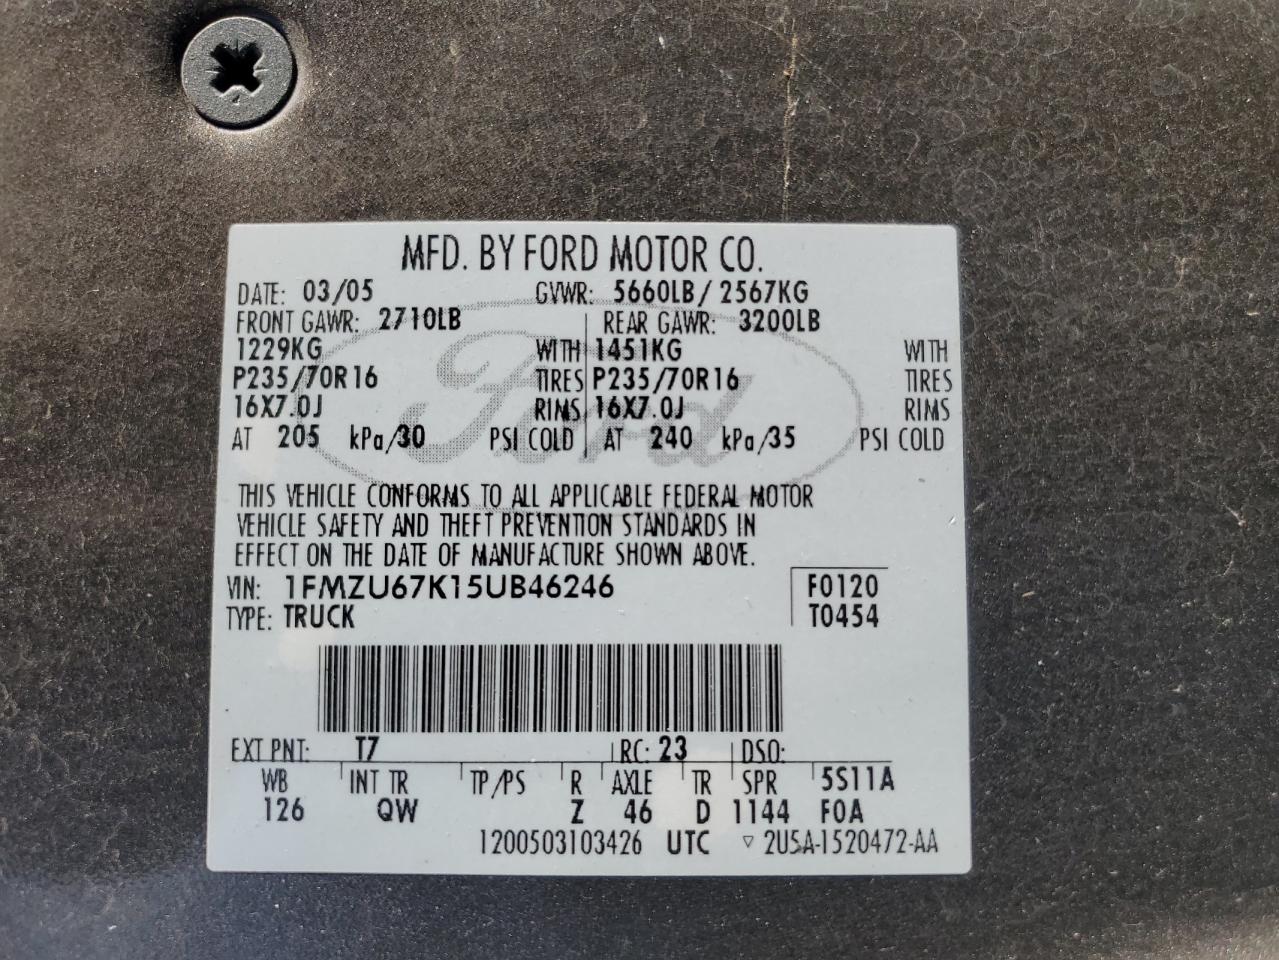 MFD. BY FORD MOTOR CO.
DATE: 03/05 GVWR: 5660LB/2567KG
FRONT GAWR: 2710LB REAR GAWR: 3200LB
1229KG WITH 1451KG WITH
P235/70R16 TIRES P235/70R16 TIRES
16X7.0J RIMS 16X7.0J RIMS
AT 205 kPa/30 PSI COLD AT 240 kPa/35 PSI COLD
Ford
THIS VEHICLE CONFORMS TO ALL APPLICABLE FEDERAL MOTOR
VEHICLE SAFETY AND THEFT PREVENTION STANDARDS IN
EFFECT ON THE DATE OF MANUFACTURE SHOWN ABOVE.
VIN: 1FMZU67K15UB46246 F0120
TYPE: TRUCK T0454
EXT PNT: T7 RC: 23 DSO:
WB INT TR TP/PS R AXLE TR SPR 5S11A
126 QW Z 46 D 1144 F0A
1200503103426 UTC ▽ 2U5A-1520472-AA